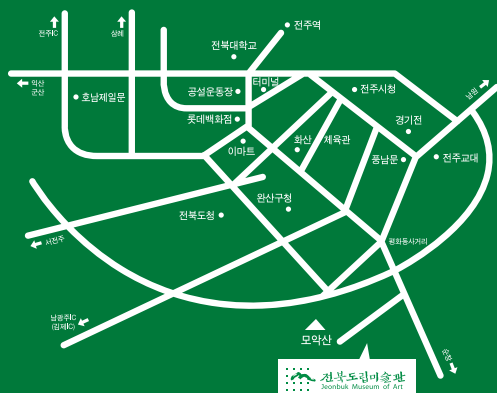 전주역
전주IC
삼례
전북대학교
익산
군산
호남제일문
터미널
공설운동장
전주시청
남원
롯데백화점
경기전
이마트
화산
체육관
풍남문
전주교대
완산구청
전북도청
서전주
평화동사거리
남광주IC
(김제IC)
순창
모악산
전북도립미술관
Jeonbuk Museum of Art